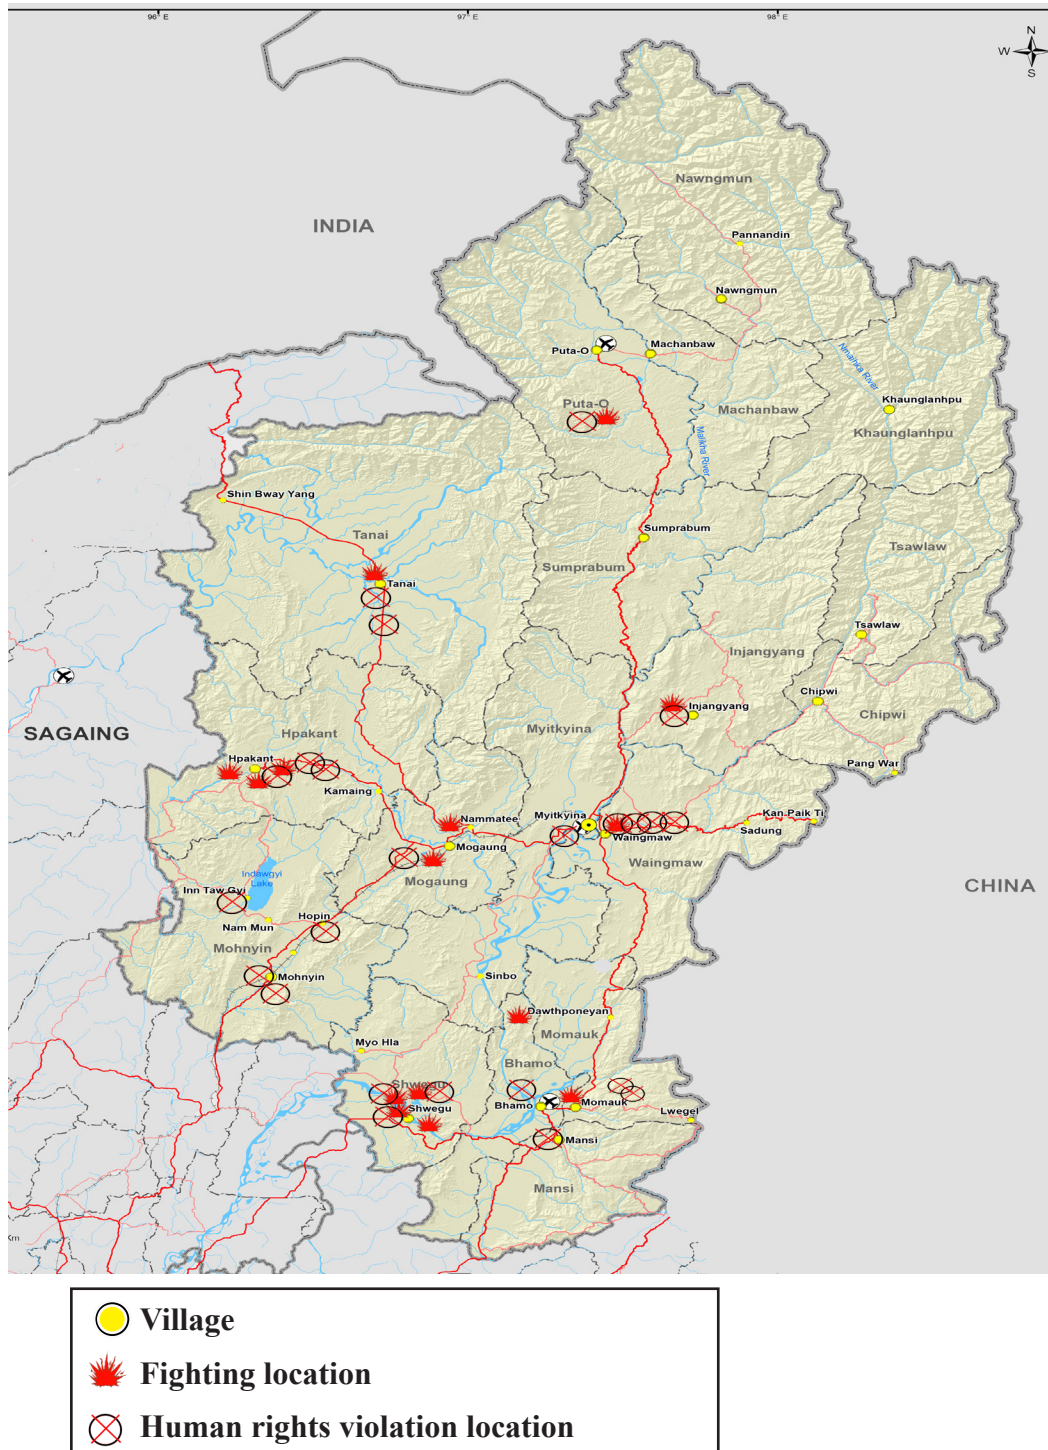 96° E
97° E
98° E
N
W
S
Nawngmun
INDIA
Pannandin
Nawngmun
Puta-O
Machanbaw
Nmaihka River
Khaunglanhpu
Puta-O
Machanbaw
Khaunglanhpu
Malikha River
Shin Bway Yang
Sumprabum
Tanai
Tsawlaw
Sumprabum
Tanai
Tsawlaw
Injangyang
Chipwi
Injangyang
Chipwi
Myitkyina
SAGAING
Hpakant
Hpakant
Pang War
Kamaing
Nammatee
Myitkyina
Kan Paik Ti
Waingmaw
Sadung
Mogaung
Waingmaw
Mogaung
Indawgyi
Lake
CHINA
Inn Taw Gyi
Hopin
Nam Mun
Mohnyin
Mohnyin
Sinbo
Dawthponeyan
Momauk
Myo Hla
Bhamo
Shwegu
Bhamo
Momauk
Shwegu
Lwegel
Mansi
Mansi
Km
Village
Fighting location
Human rights violation location